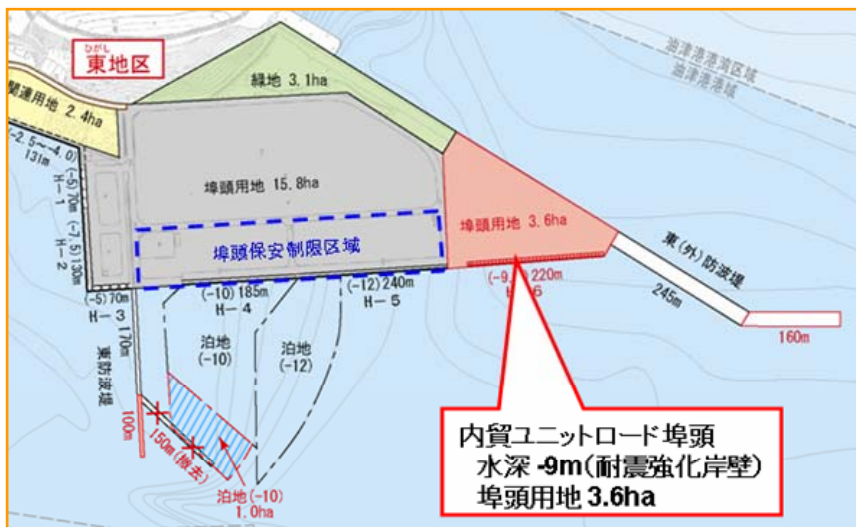 ひがし
東地区
油津港港湾区域
油津港港域
緑地 3.1ha
関連用地 2.4ha
(-2.5~-4.0)
131m
(-5)70m
H-1
(-7.5)130m
H-2
埠頭用地 15.8ha
埠頭用地 3.6ha
埠頭保安制限区域
(-5)70m
H-3
(-10)185m
H-4
(-12)240m
H-5
220m
東(外)防波堤
245m
160m
170m
東防波堤
泊地
(-10)
泊地
(-12)
100m
150m(撤去)
泊地(-10)
1.0ha
内貿ユニットロード埠頭
水深 -9m(耐震強化岸壁)
埠頭用地 3.6ha